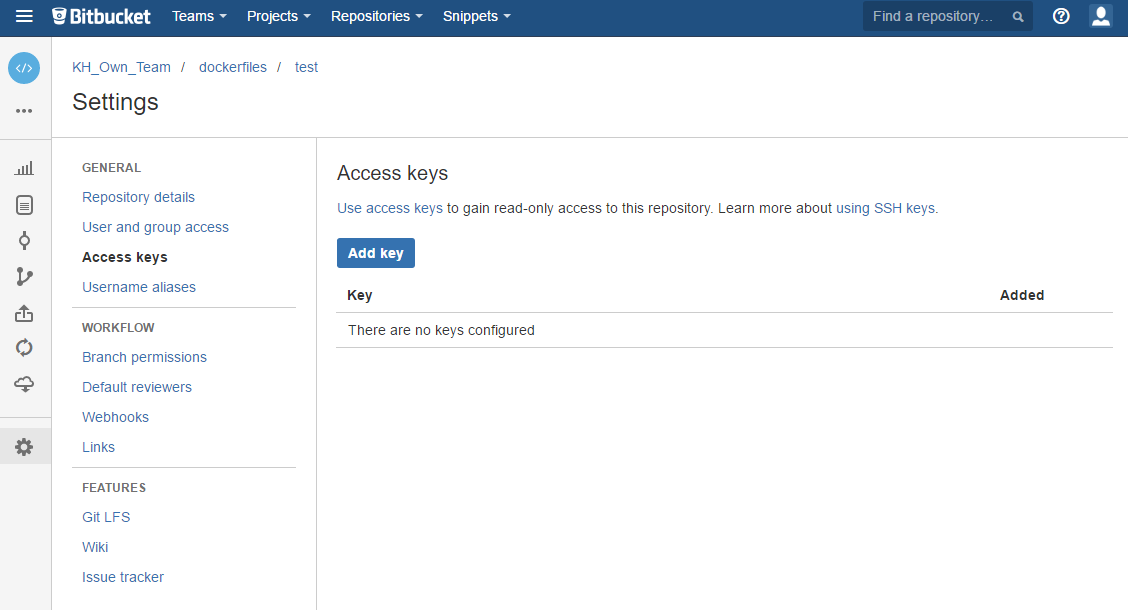 Bitbucket Teams Projects Repositories Snippets Find a repository...
KH_Own_Team / dockerfiles / test
Settings
GENERAL
Repository details
User and group access
Access keys
Username aliases
WORKFLOW
Branch permissions
Default reviewers
Webhooks
Links
FEATURES
Git LFS
Wiki
Issue tracker
Access keys
Use access keys to gain read-only access to this repository. Learn more about using SSH keys.
Add key
Key Added
There are no keys configured